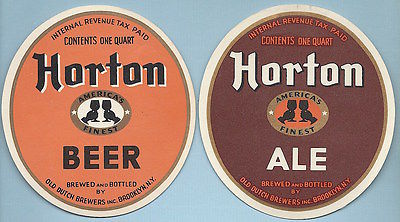 INTERNAL REVENUE TAX PAID
CONTENTS ONE QUART
Horton
AMERICA'S
FINEST
BEER
BREWED AND BOTTLED
BY
OLD DUTCH BREWERS INC. BROOKLYN, N.Y.
INTERNAL REVENUE TAX PAID
CONTENTS ONE QUART
Horton
AMERICA'S
FINEST
ALE
BREWED AND BOTTLED
BY
OLD DUTCH BREWERS INC. BROOKLYN, N.Y.